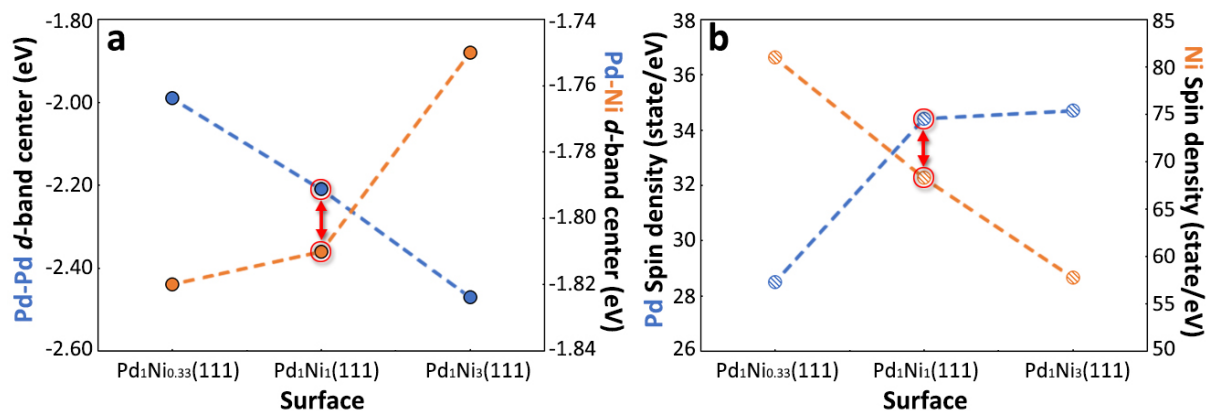 a
Pd-Pd d-band center (eV)
-1.80
-2.00
-2.20
-2.40
-2.60
-1.74
-1.76
-1.78
-1.80
-1.82
-1.84
Pd-Ni d-band center (eV)
Pd₁Ni₀.₃₃(111)
Pd₁Ni₁(111)
Pd₁Ni₃(111)
Surface
b
Pd Spin density (state/eV)
38
36
34
32
30
28
26
85
80
75
70
65
60
55
50
Ni Spin density (state/eV)
Pd₁Ni₀.₃₃(111)
Pd₁Ni₁(111)
Pd₁Ni₃(111)
Surface